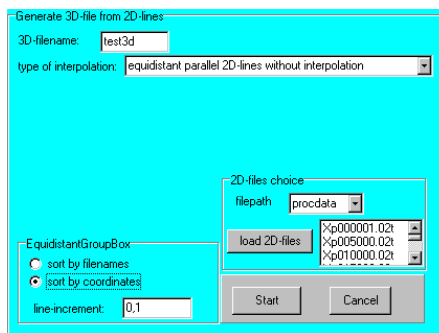 Generate 3D-file from 2D-lines
3D-filename: test3d
type of interpolation: equidistant parallel 2D-lines without interpolation
2D-files choice
filepath procdata
load 2D-files
Xp000001.02t
Xp005000.02t
Xp010000.02t
EquidistantGroupBox
sort by filenames
sort by coordinates
line-increment: 0,1
Start
Cancel